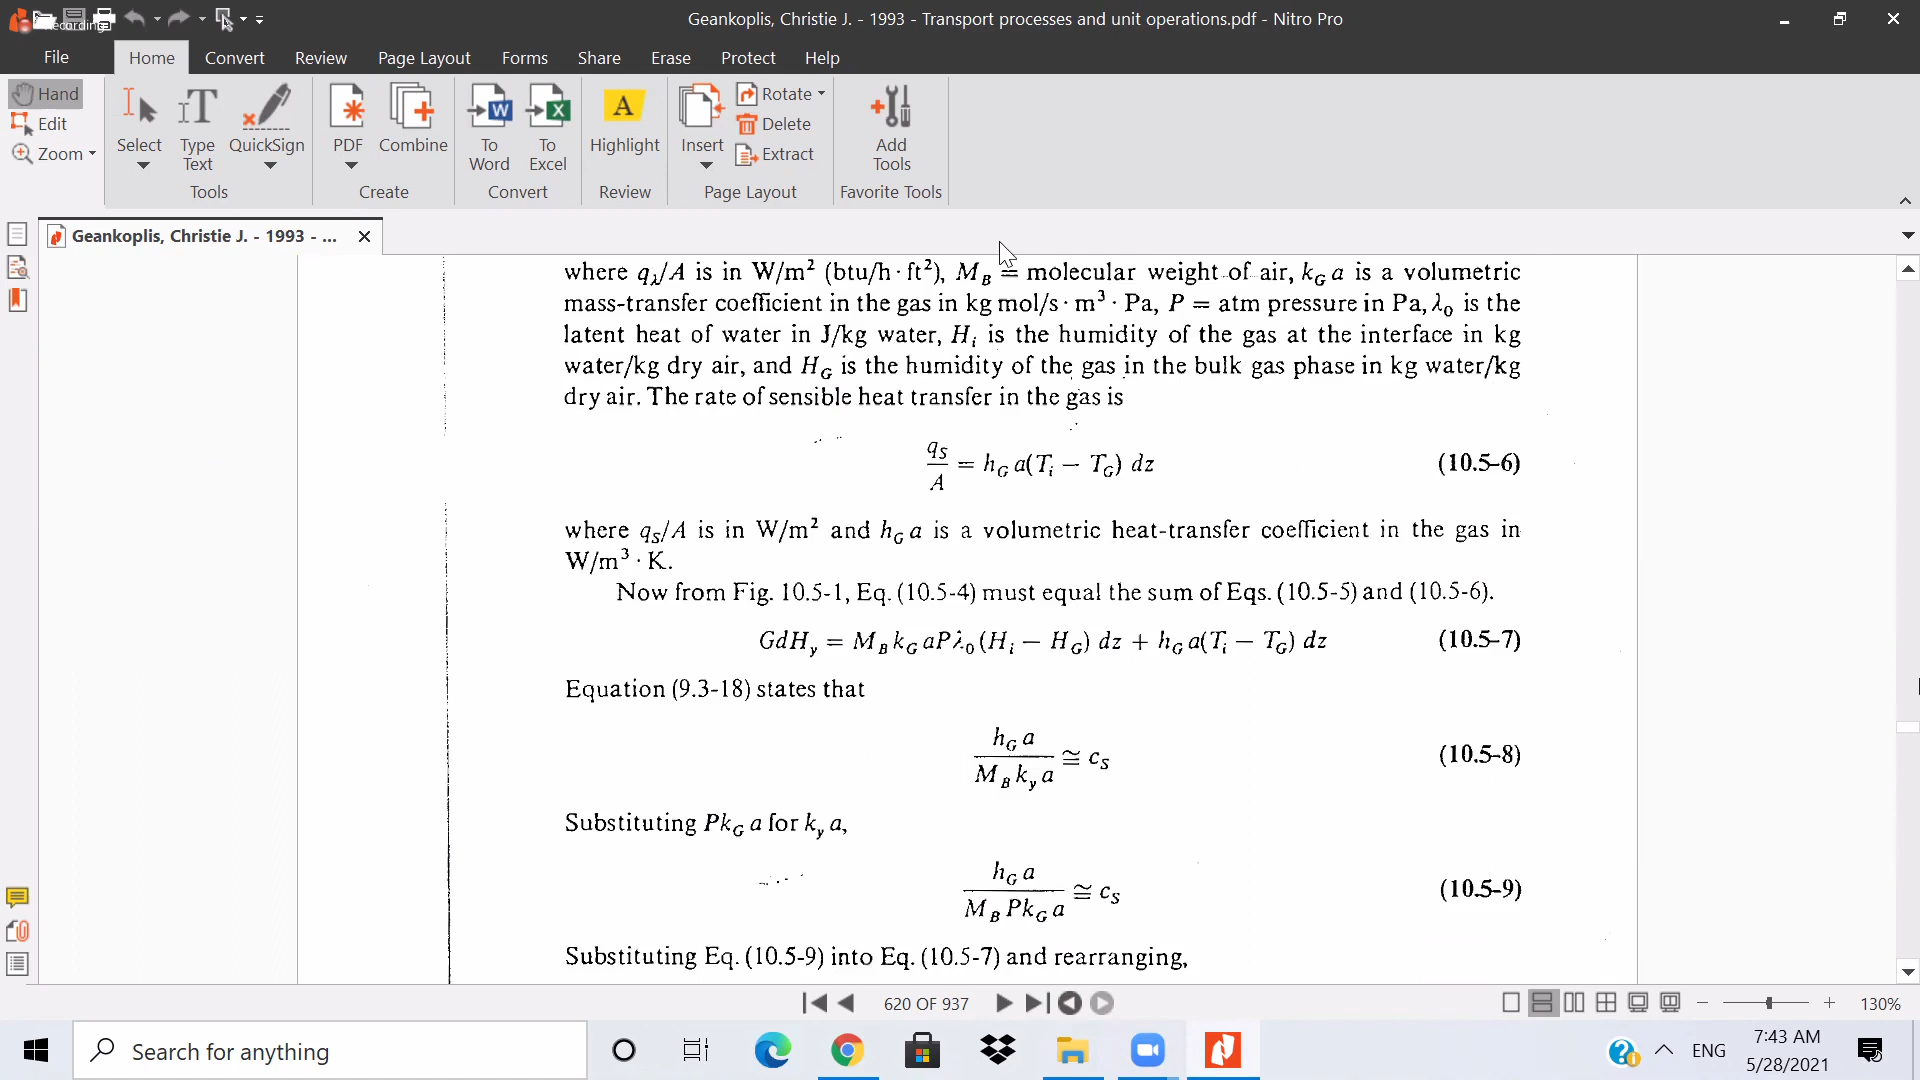 Recording
Geankoplis, Christie J. - 1993 - Transport processes and unit operations.pdf - Nitro Pro
File Home Convert Review Page Layout Forms Share Erase Protect Help
Hand
Edit
Zoom
Select
Type Text
QuickSign
Tools
PDF
Combine
Create
To Word
To Excel
Convert
Highlight
Review
Insert
Rotate
Delete
Extract
Page Layout
Add Tools
Favorite Tools
Geankoplis, Christie J. - 1993 - ...
where q_λ/A is in W/m² (btu/h · ft²), M_B = molecular weight of air, k_G a is a volumetric
mass-transfer coefficient in the gas in kg mol/s · m³ · Pa, P = atm pressure in Pa, λ₀ is the
latent heat of water in J/kg water, H_i is the humidity of the gas at the interface in kg
water/kg dry air, and H_G is the humidity of the gas in the bulk gas phase in kg water/kg
dry air. The rate of sensible heat transfer in the gas is
q_S/A = h_G a(T_i − T_G) dz (10.5-6)
where q_S/A is in W/m² and h_G a is a volumetric heat-transfer coefficient in the gas in
W/m³ · K.
Now from Fig. 10.5-1, Eq. (10.5-4) must equal the sum of Eqs. (10.5-5) and (10.5-6).
GdH_y = M_B k_G aPλ₀(H_i − H_G) dz + h_G a(T_i − T_G) dz (10.5-7)
Equation (9.3-18) states that
h_G a / M_B k_y a ≅ c_S (10.5-8)
Substituting Pk_G a for k_y a,
h_G a / M_B Pk_G a ≅ c_S (10.5-9)
Substituting Eq. (10.5-9) into Eq. (10.5-7) and rearranging,
620 OF 937
130%
Search for anything
ENG
7:43 AM
5/28/2021